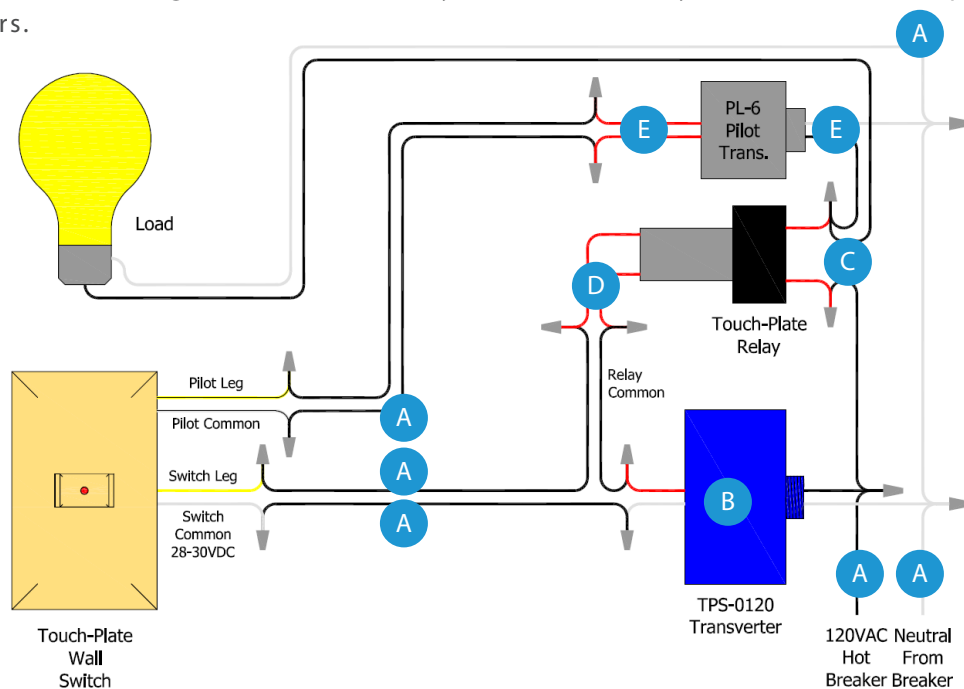 rs.
A
PL-6
Pilot
Trans.
E
E
Load
C
D
Touch-Plate
Relay
Pilot Leg
Relay
Common
Pilot Common
A
Switch Leg
A
Switch
Common
28-30VDC
A
B
A
A
TPS-0120
Transverter
Touch-Plate
Wall
Switch
120VAC
Hot
Breaker
Neutral
From
Breaker